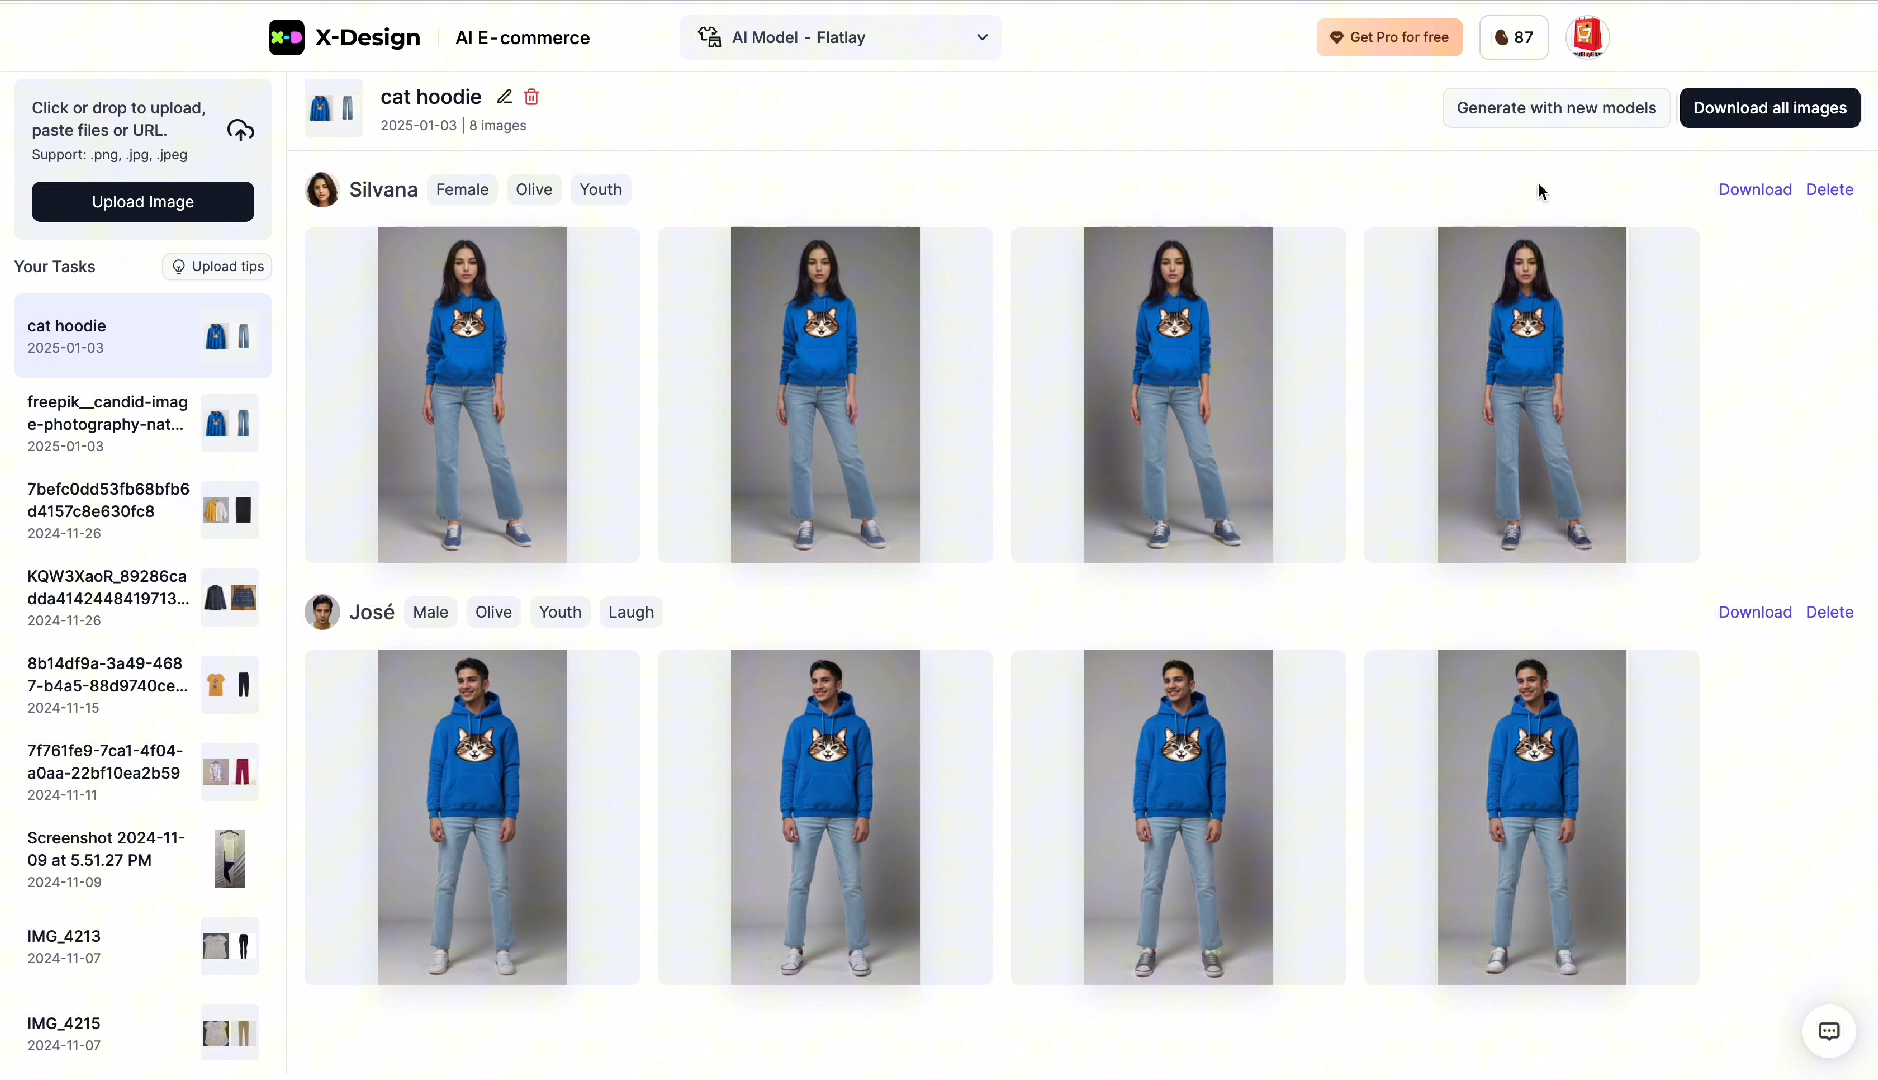 X-Design
AI E-commerce
AI Model - Flatlay
Get Pro for free
87
Click or drop to upload,
paste files or URL.
Support: .png, .jpg, .jpeg
Upload Image
Your Tasks
Upload tips
cat hoodie
2025-01-03
freepik__candid-imag
e-photography-nat...
2025-01-03
7befc0dd53fb68bfb6
d4157c8e630fc8
2024-11-26
KQW3XaoR_89286ca
dda4142448419713...
2024-11-26
8b14df9a-3a49-468
7-b4a5-88d9740ce...
2024-11-15
7f761fe9-7ca1-4f04-
a0aa-22bf10ea2b59
2024-11-11
Screenshot 2024-11-
09 at 5.51.27 PM
2024-11-09
IMG_4213
2024-11-07
IMG_4215
2024-11-07
cat hoodie
2025-01-03 | 8 images
Generate with new models
Download all images
Silvana Female Olive Youth
Download Delete
José Male Olive Youth Laugh
Download Delete